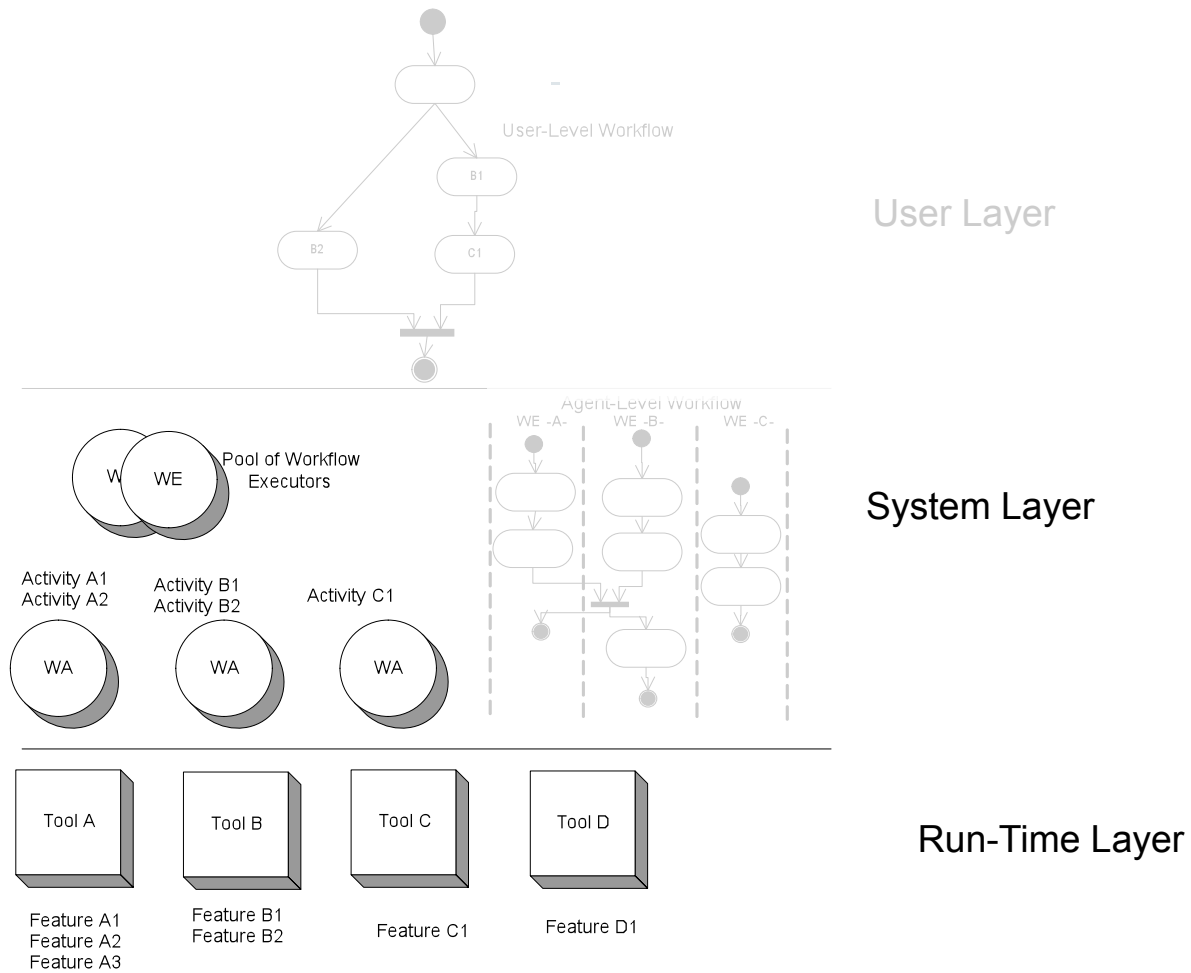 User-Level Workflow
B1
User Layer
B2
C1
Agent-Level Workflow
WE -A-
WE -B-
WE -C-
Pool of Workflow
Executors
W
WE
System Layer
Activity A1
Activity A2
Activity B1
Activity B2
Activity C1
WA
WA
WA
Tool A
Tool B
Tool C
Tool D
Run-Time Layer
Feature A1
Feature A2
Feature A3
Feature B1
Feature B2
Feature C1
Feature D1